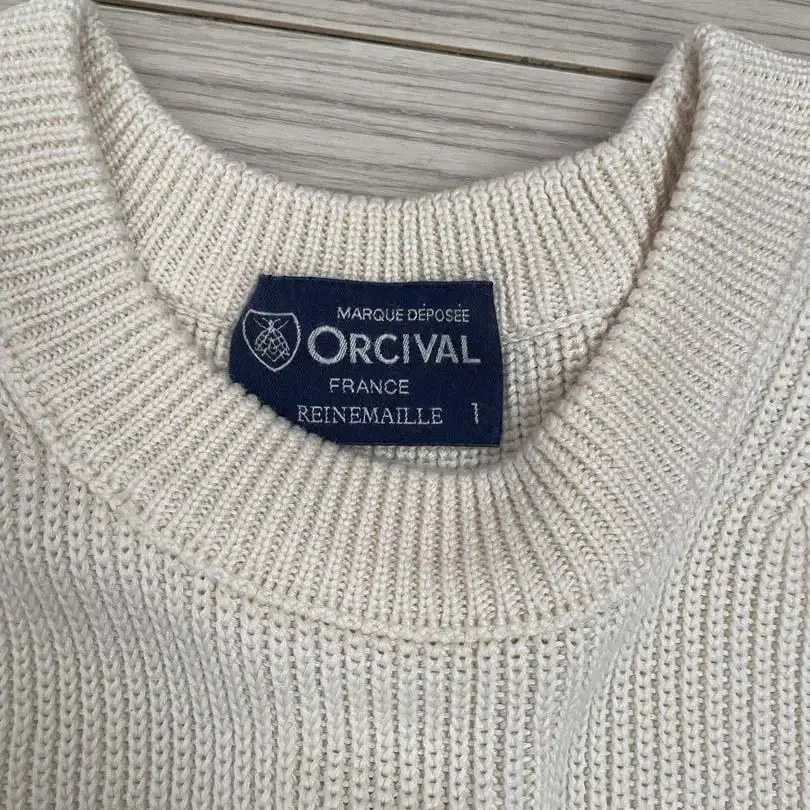 MARQUE DÉPOSÉE
ORCIVAL
FRANCE
REINEMAILLE 1